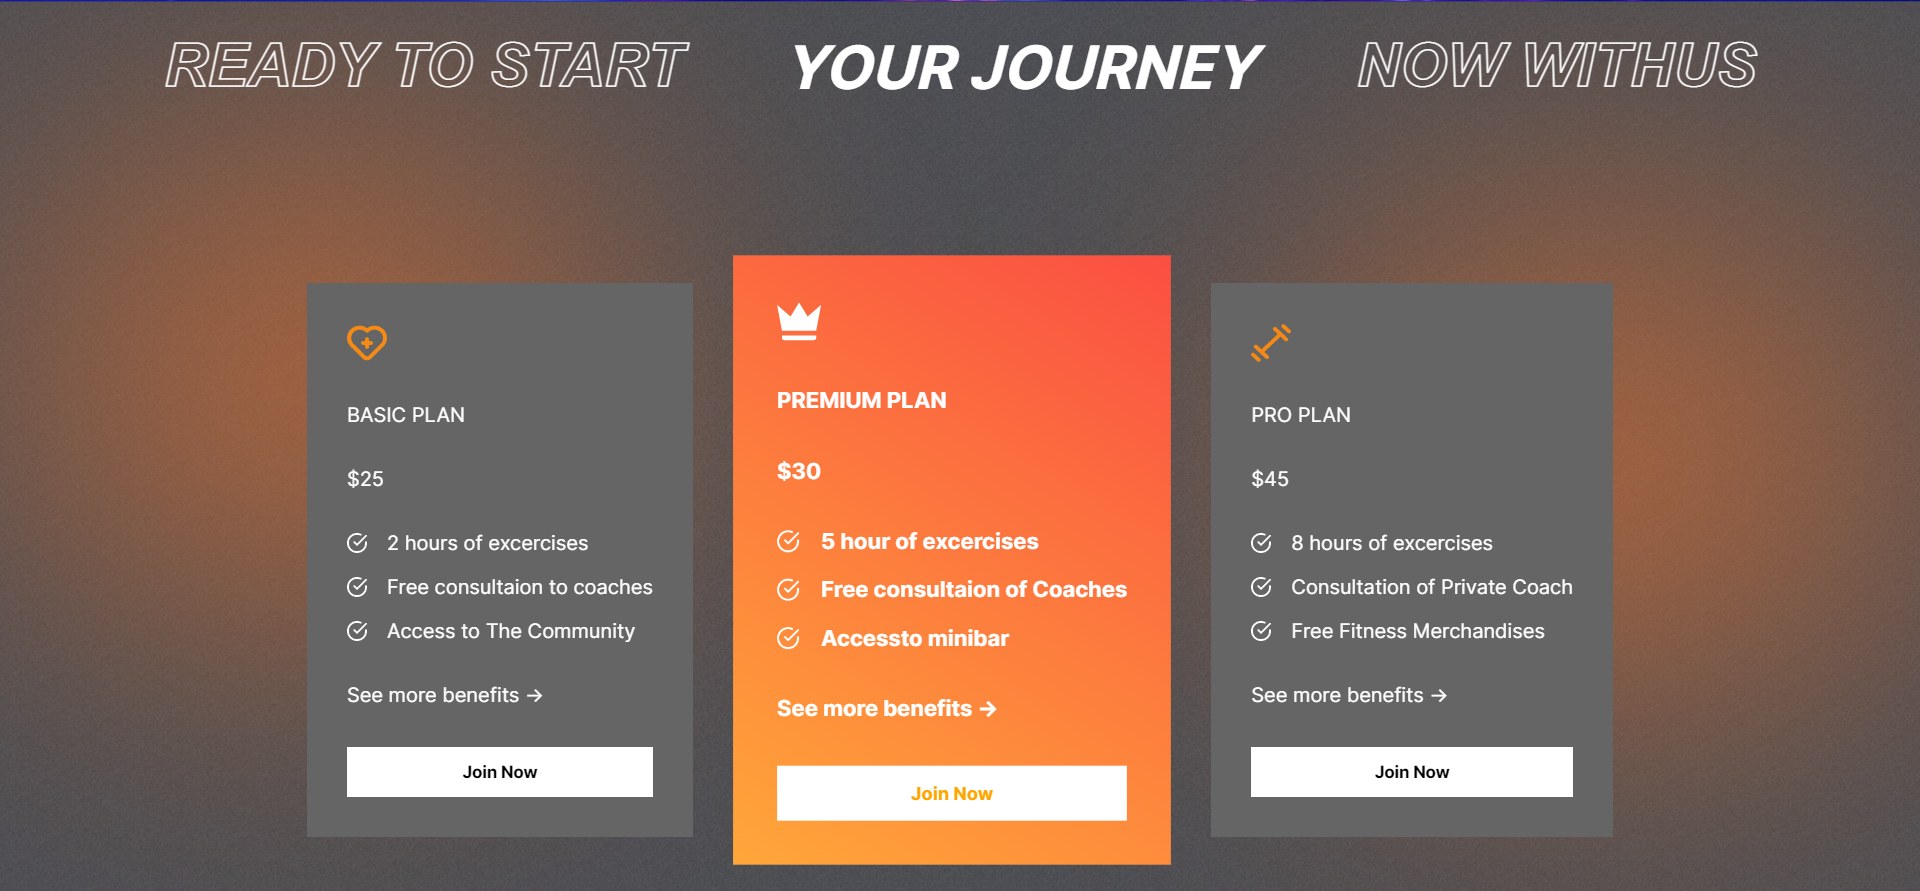 READY TO START YOUR JOURNEY NOW WITHUS
BASIC PLAN
$25
2 hours of excercises
Free consultaion to coaches
Access to The Community
See more benefits →
Join Now
PREMIUM PLAN
$30
5 hour of excercises
Free consultaion of Coaches
Accessto minibar
See more benefits →
Join Now
PRO PLAN
$45
8 hours of excercises
Consultation of Private Coach
Free Fitness Merchandises
See more benefits →
Join Now